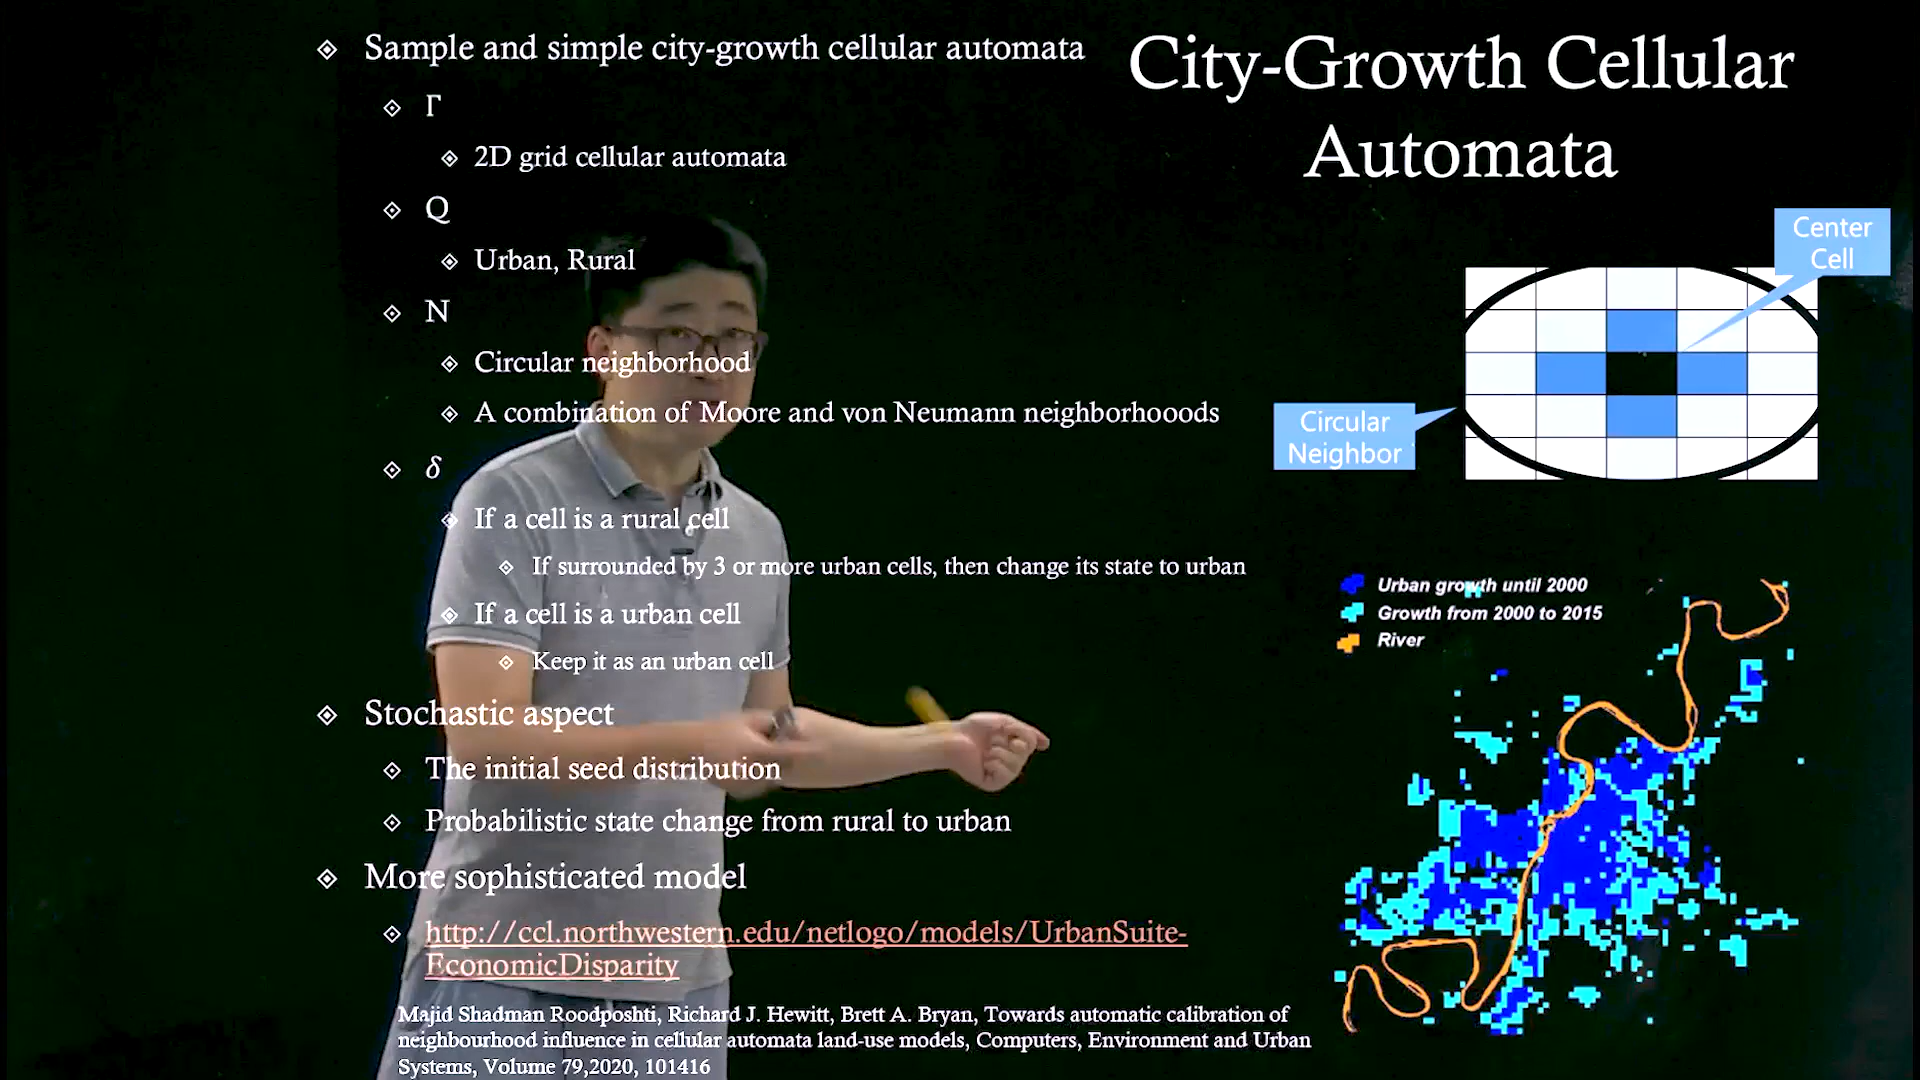 City-Growth Cellular
Automata
Sample and simple city-growth cellular automata
Γ
2D grid cellular automata
Q
Urban, Rural
N
Circular neighborhood
A combination of Moore and von Neumann neighborhooods
δ
If a cell is a rural cell
If surrounded by 3 or more urban cells, then change its state to urban
If a cell is a urban cell
Keep it as an urban cell
Stochastic aspect
The initial seed distribution
Probabilistic state change from rural to urban
More sophisticated model
http://ccl.northwestern.edu/netlogo/models/UrbanSuite-
EconomicDisparity
Majid Shadman Roodposhti, Richard J. Hewitt, Brett A. Bryan, Towards automatic calibration of
neighbourhood influence in cellular automata land-use models, Computers, Environment and Urban
Systems, Volume 79,2020, 101416
Center
Cell
Circular
Neighbor
Urban growth until 2000
Growth from 2000 to 2015
River